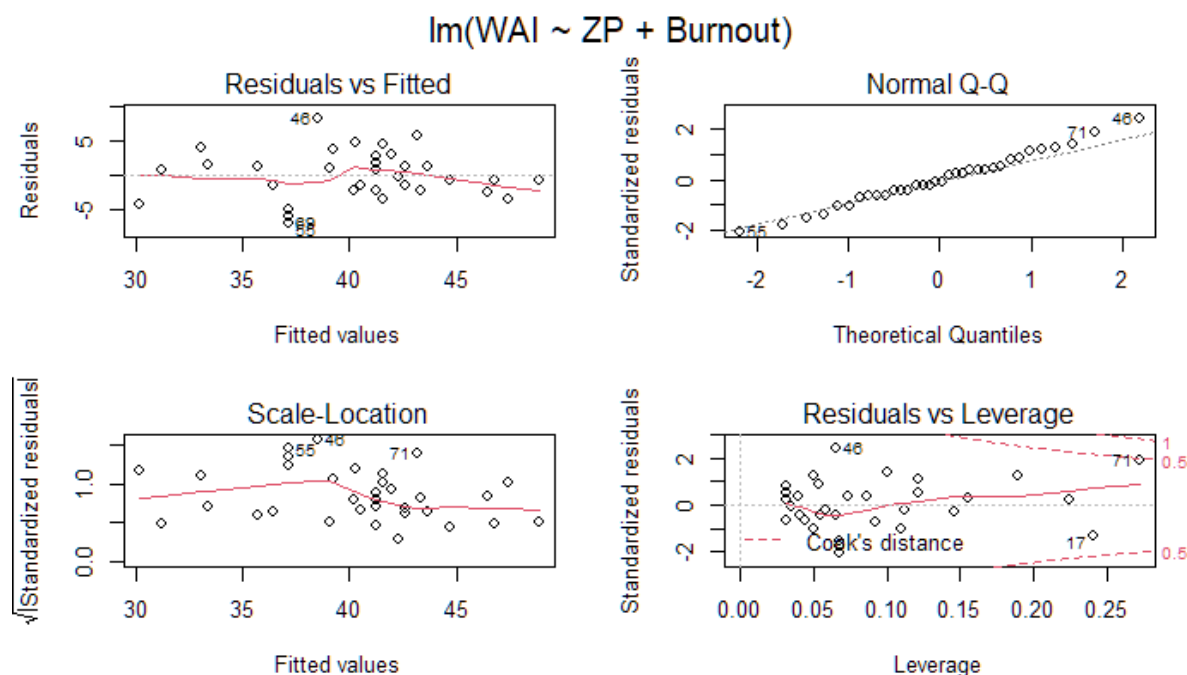 lm(WAI ~ ZP + Burnout)
Residuals vs Fitted
Residuals
5
-5
46
69
55
30 35 40 45
Fitted values
Normal Q-Q
Standardized residuals
2
0
-2
71
46
55
-2 -1 0 1 2
Theoretical Quantiles
Scale-Location
√|Standardized residuals|
1.0
0.0
55
46
71
30 35 40 45
Fitted values
Residuals vs Leverage
Standardized residuals
2
0
-2
46
71
17
1
0.5
0.5
Cook's distance
0.00 0.05 0.10 0.15 0.20 0.25
Leverage